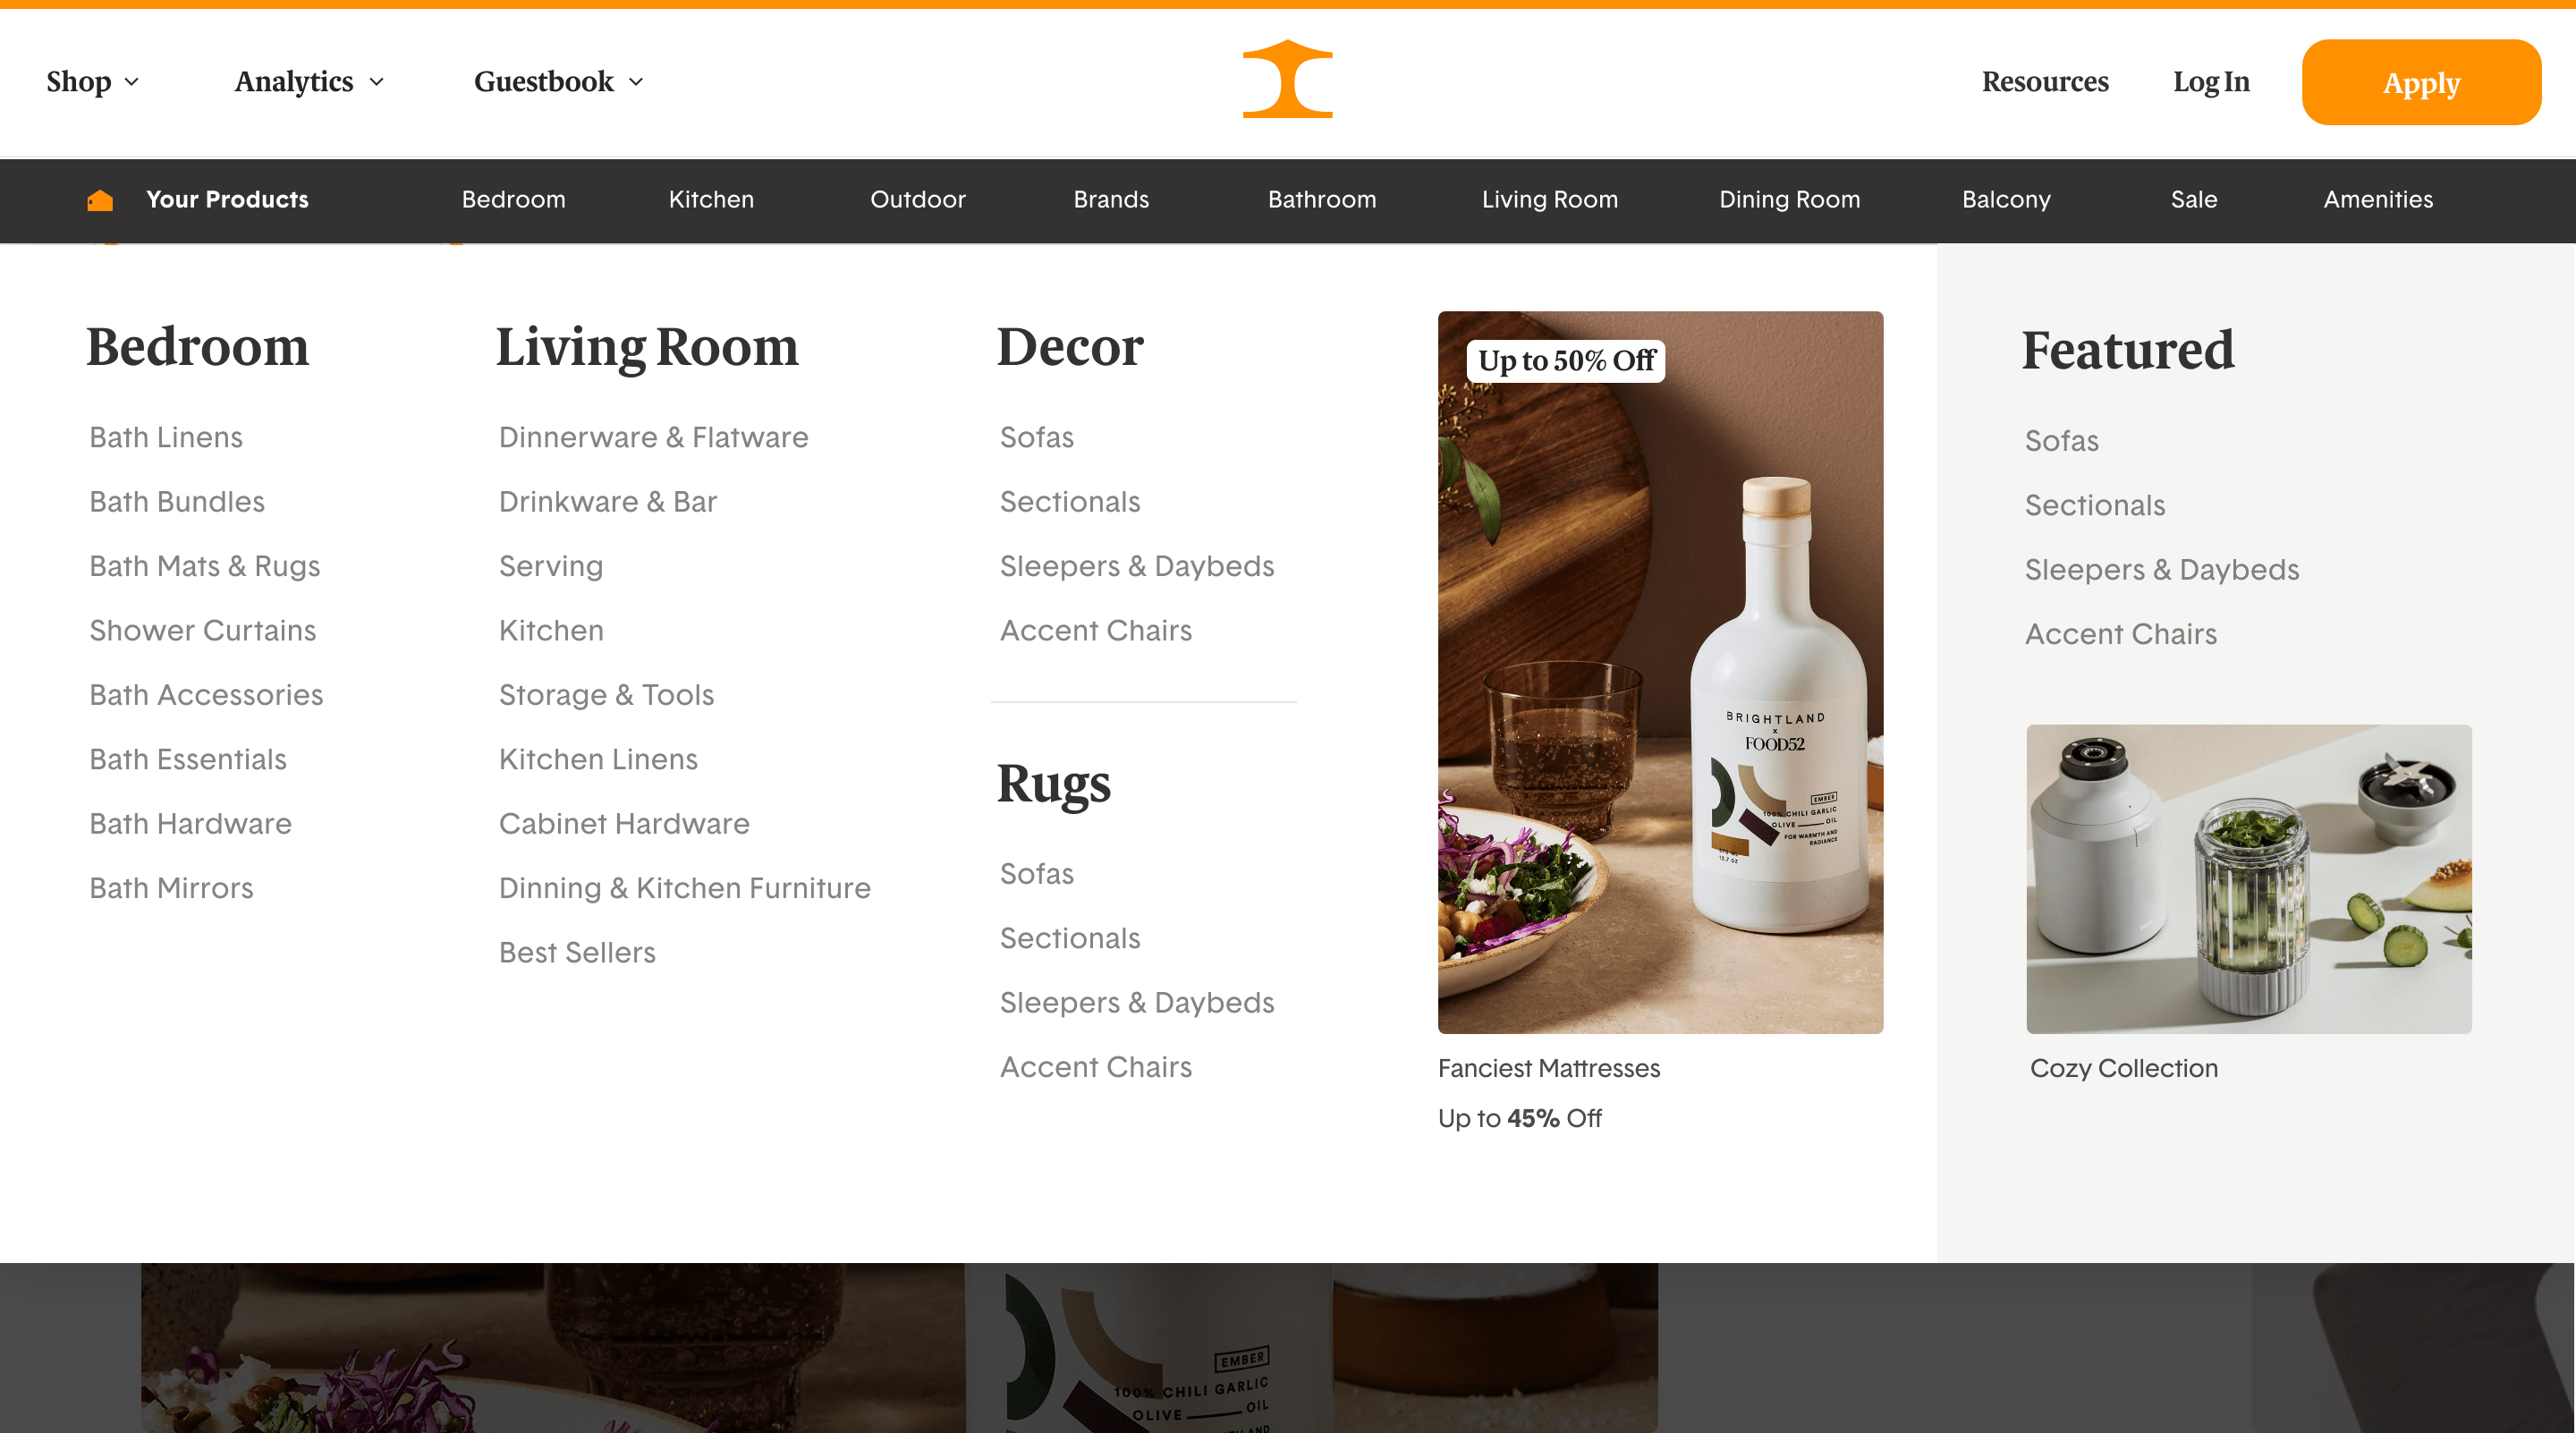 Shop
Analytics
Guestbook
Resources
Log In
Apply
Your Products
Bedroom
Kitchen
Outdoor
Brands
Bathroom
Living Room
Dining Room
Balcony
Sale
Amenities
Bedroom
Bath Linens
Bath Bundles
Bath Mats & Rugs
Shower Curtains
Bath Accessories
Bath Essentials
Bath Hardware
Bath Mirrors
Living Room
Dinnerware & Flatware
Drinkware & Bar
Serving
Kitchen
Storage & Tools
Kitchen Linens
Cabinet Hardware
Dinning & Kitchen Furniture
Best Sellers
Decor
Sofas
Sectionals
Sleepers & Daybeds
Accent Chairs
Rugs
Sofas
Sectionals
Sleepers & Daybeds
Accent Chairs
Up to 50% Off
BRIGHTLAND
x
FOOD52
EMBER
100% CHILI GARLIC
OLIVE OIL
FOR WARMTH AND
RADIANCE
12.7 OZ
Fanciest Mattresses
Up to 45% Off
Featured
Sofas
Sectionals
Sleepers & Daybeds
Accent Chairs
Cozy Collection
EMBER
100% CHILI GARLIC
OLIVE OIL